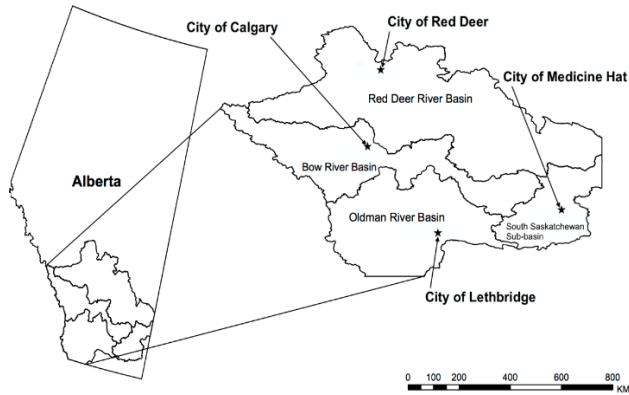 City of Red Deer
City of Calgary
City of Medicine Hat
Red Deer River Basin
Bow River Basin
Alberta
Oldman River Basin
South Saskatchewan
Sub-basin
City of Lethbridge
0 100 200 400 600 800
KM